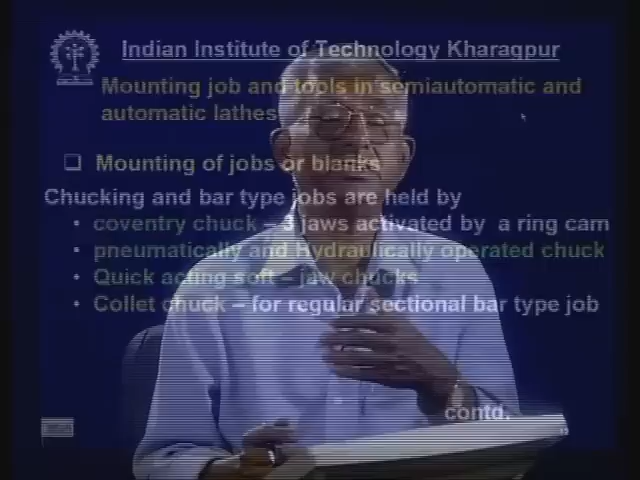 Indian Institute of Technology Kharagpur
Mounting job and tools in semiautomatic and
automatic lathes
❑ Mounting of jobs or blanks
Chucking and bar type jobs are held by
• coventry chuck – 3 jaws activated by a ring cam
• pneumatically and Hydraulically operated chuck
• Quick acting soft – jaw chucks
• Collet chuck – for regular sectional bar type job
contd.